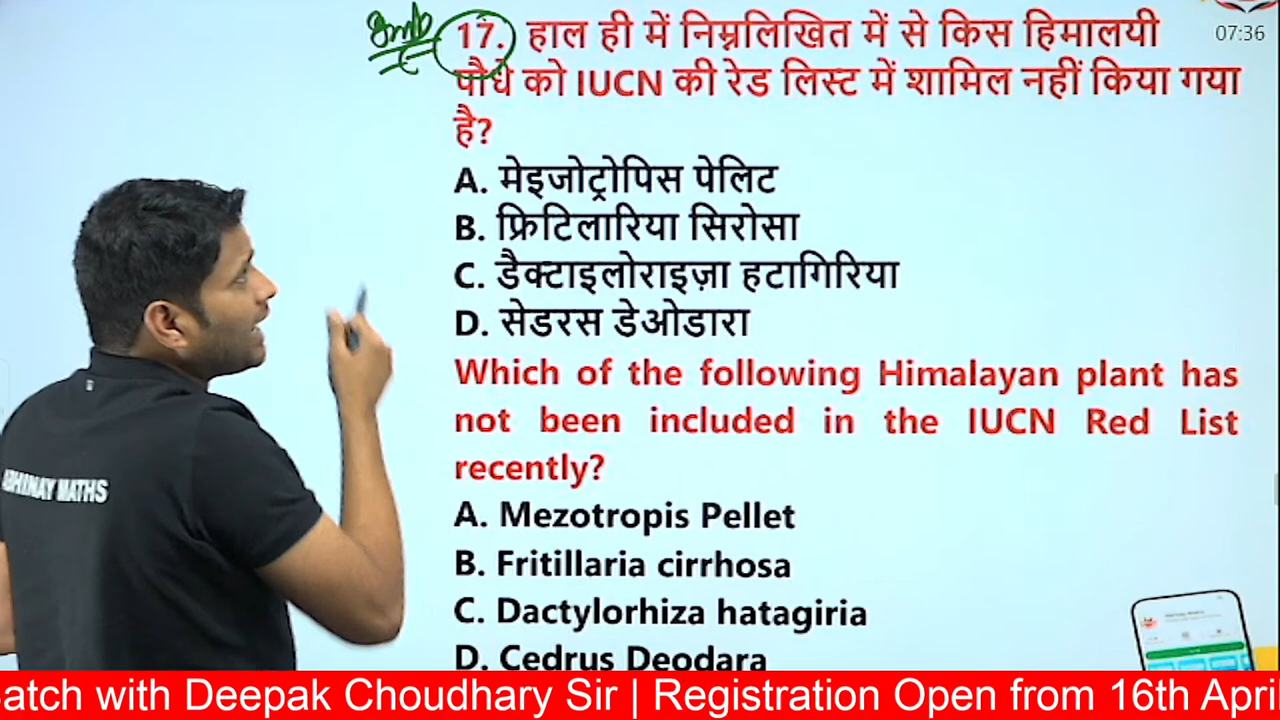 Imp 17. हाल ही में निम्नलिखित में से किस हिमालयी
07:36
पौधे को IUCN की रेड लिस्ट में शामिल नहीं किया गया
है?
A. मेइजोट्रोपिस पेलिट
B. फ्रिटिलारिया सिरोसा
C. डैक्टाइलोराइज़ा हटागिरिया
D. सेडरस डेओडारा
Which of the following Himalayan plant has
not been included in the IUCN Red List
recently?
A. Mezotropis Pellet
B. Fritillaria cirrhosa
C. Dactylorhiza hatagiria
D. Cedrus Deodara
ABHINAY MATHS
Batch with Deepak Choudhary Sir | Registration Open from 16th April